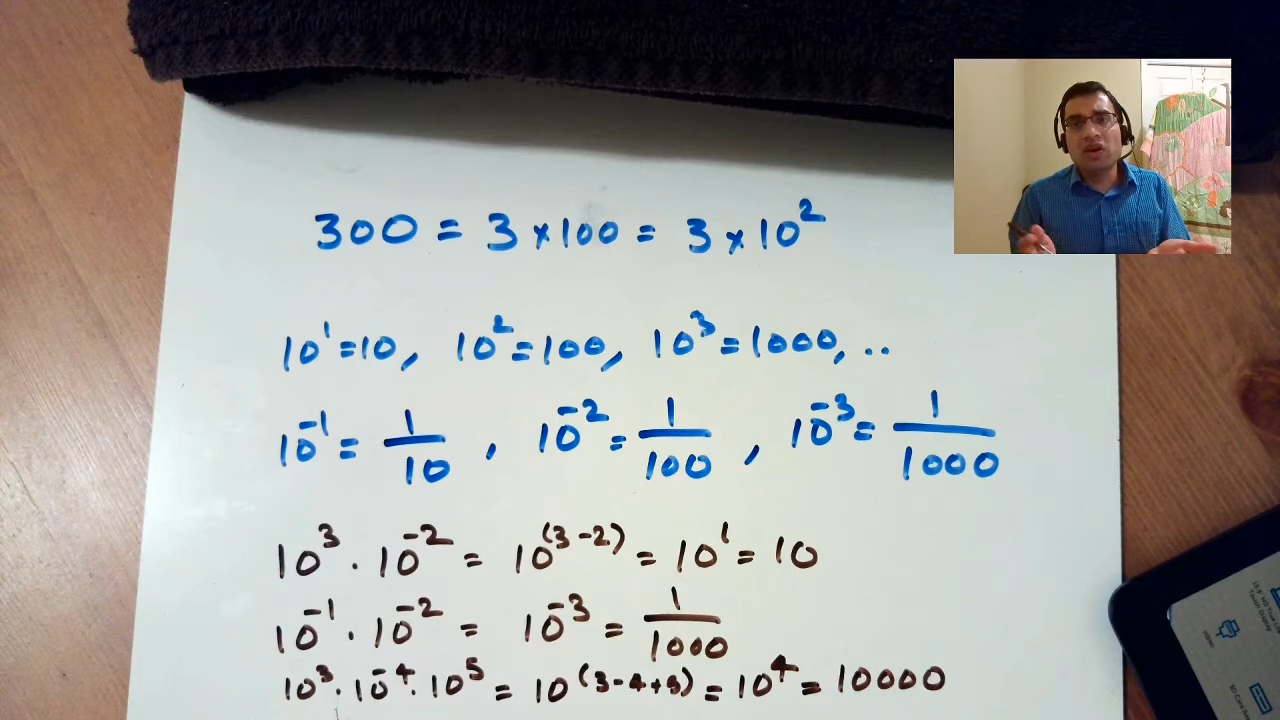 300 = 3 × 100 = 3 × 10²
10¹=10, 10²=100, 10³=1000, ..
10⁻¹ = 1/10 , 10⁻² = 1/100 , 10⁻³ = 1/1000
10³ · 10⁻² = 10⁽³⁻²⁾ = 10¹ = 10
10⁻¹ · 10⁻² = 10⁻³ = 1/1000
10³ · 10⁻⁴ · 10⁵ = 10⁽³⁻⁴⁺⁵⁾ = 10⁴ = 10000